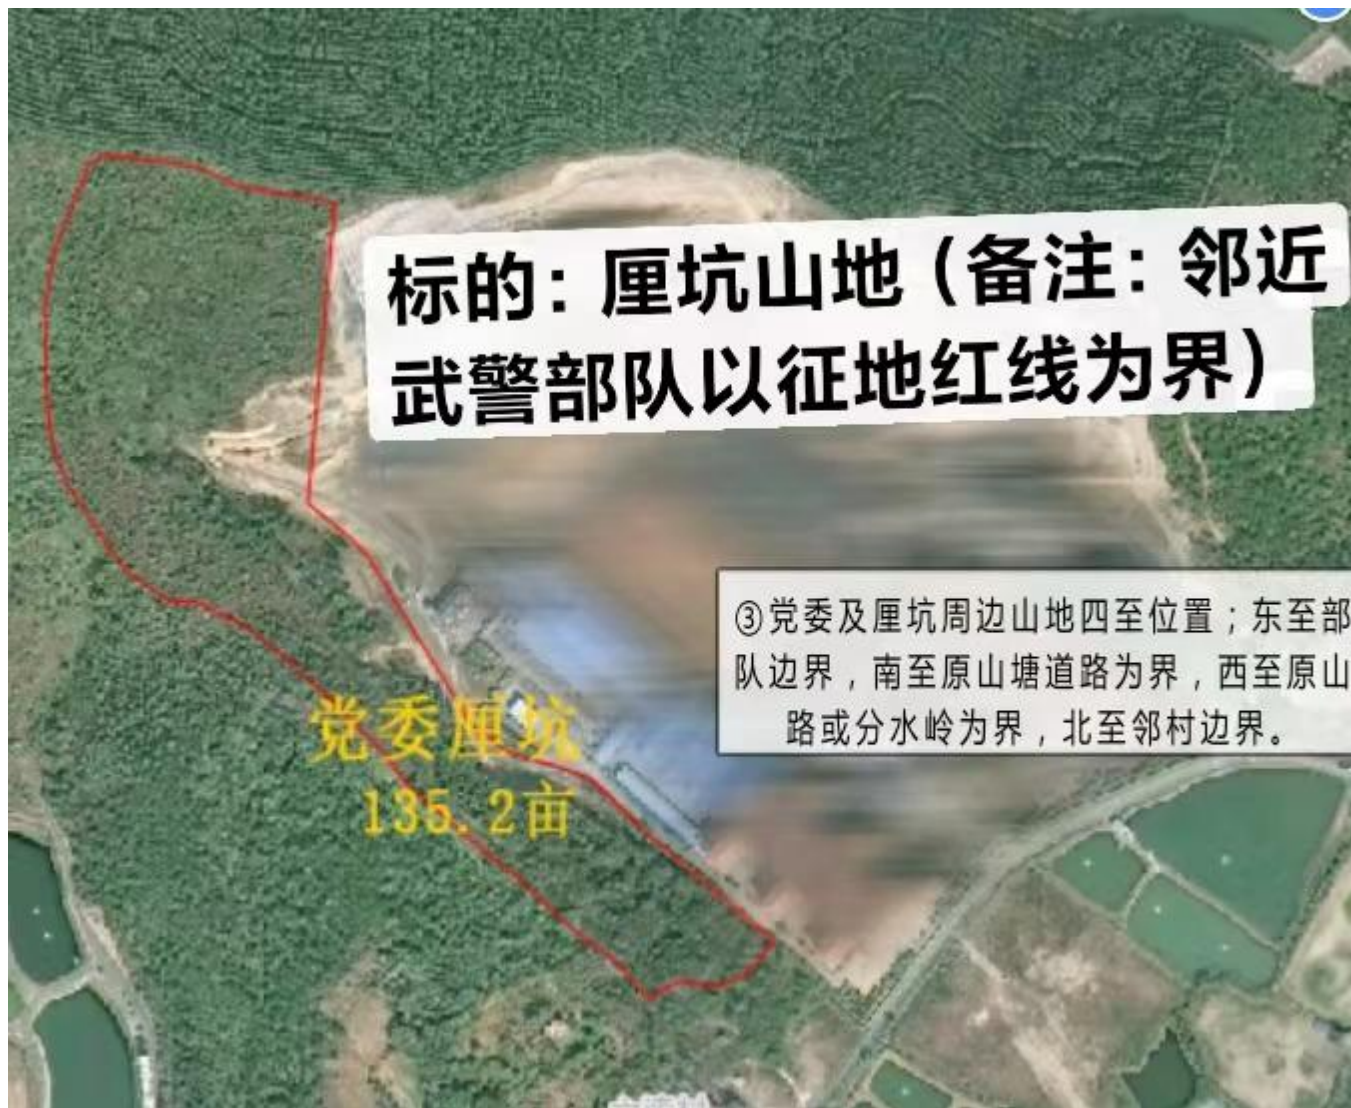 标的：厘坑山地（备注：邻近
武警部队以征地红线为界）
③党委及厘坑周边山地四至位置；东至部
队边界，南至原山塘道路为界，西至原山
路或分水岭为界，北至邻村边界。
党委厘坑
135.2亩